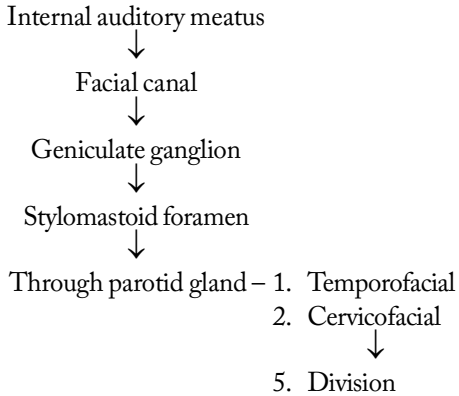 Internal auditory meatus
Facial canal
Geniculate ganglion
Stylomastoid foramen
Through parotid gland – 1. Temporofacial
2. Cervicofacial
5. Division